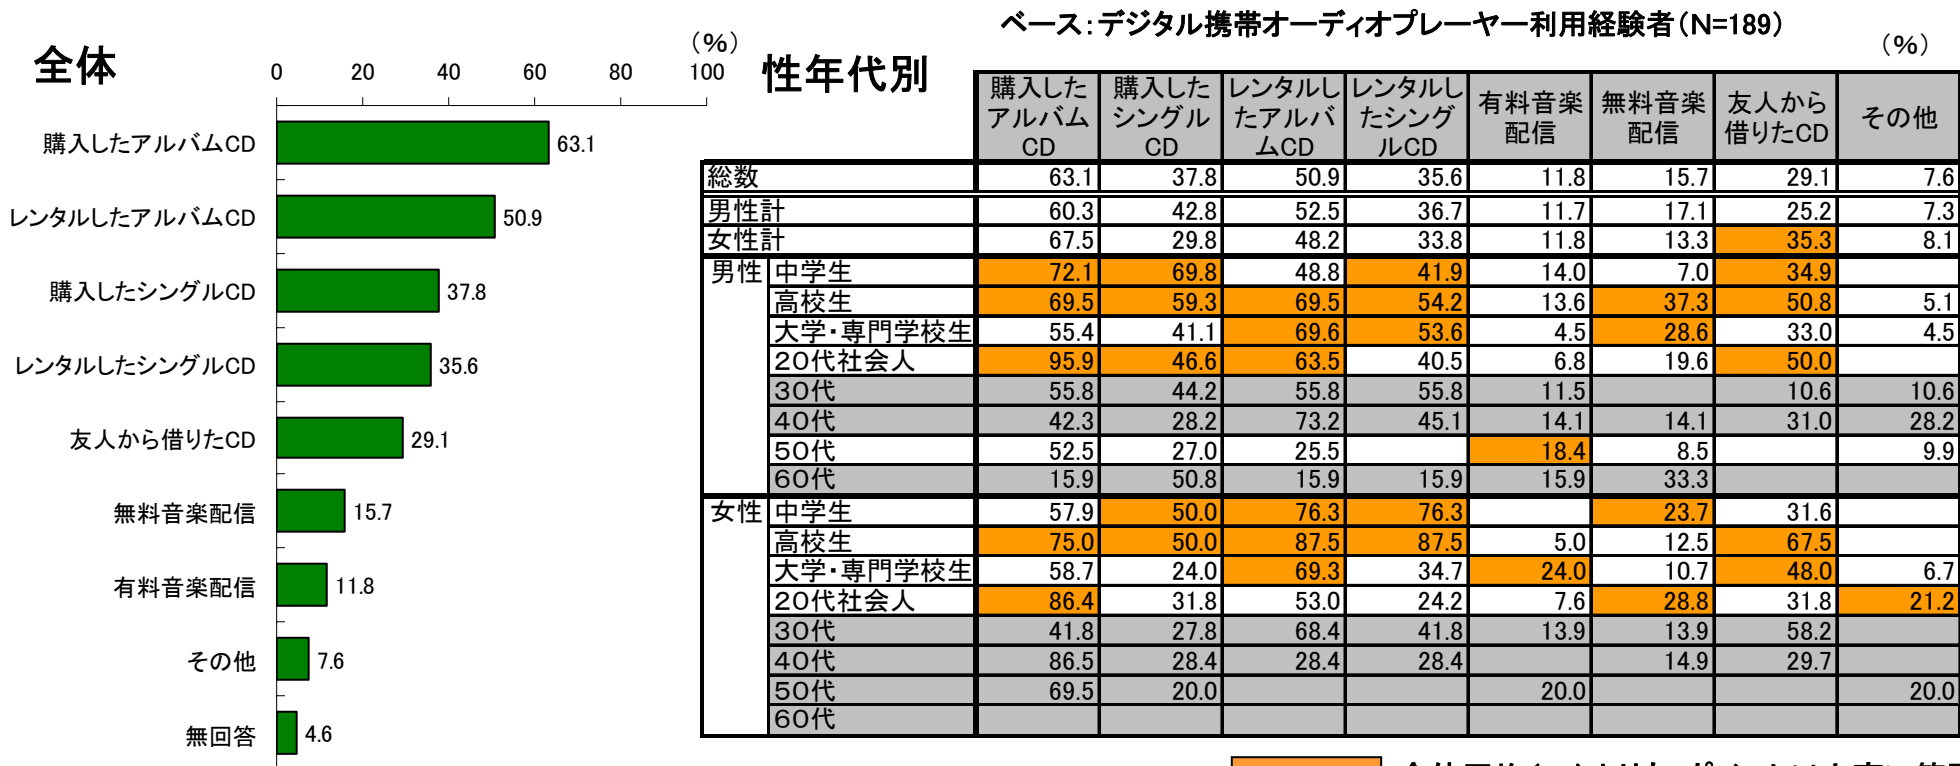 ベース：デジタル携帯オーディオプレーヤー利用経験者（N=189）
全体
（%）
0 20 40 60 80 100
購入したアルバムCD 63.1
レンタルしたアルバムCD 50.9
購入したシングルCD 37.8
レンタルしたシングルCD 35.6
友人から借りたCD 29.1
無料音楽配信 15.7
有料音楽配信 11.8
その他 7.6
無回答 4.6
性年代別
（%）
購入したアルバムCD 購入したシングルCD レンタルしたアルバムCD レンタルしたシングルCD 有料音楽配信 無料音楽配信 友人から借りたCD その他
総数 63.1 37.8 50.9 35.6 11.8 15.7 29.1 7.6
男性計 60.3 42.8 52.5 36.7 11.7 17.1 25.2 7.3
女性計 67.5 29.8 48.2 33.8 11.8 13.3 35.3 8.1
男性 中学生 72.1 69.8 48.8 41.9 14.0 7.0 34.9
高校生 69.5 59.3 69.5 54.2 13.6 37.3 50.8 5.1
大学・専門学校生 55.4 41.1 69.6 53.6 4.5 28.6 33.0 4.5
20代社会人 95.9 46.6 63.5 40.5 6.8 19.6 50.0
30代 55.8 44.2 55.8 55.8 11.5 10.6 10.6
40代 42.3 28.2 73.2 45.1 14.1 14.1 31.0 28.2
50代 52.5 27.0 25.5 18.4 8.5 9.9
60代 15.9 50.8 15.9 15.9 15.9 33.3
女性 中学生 57.9 50.0 76.3 76.3 23.7 31.6
高校生 75.0 50.0 87.5 87.5 5.0 12.5 67.5
大学・専門学校生 58.7 24.0 69.3 34.7 24.0 10.7 48.0 6.7
20代社会人 86.4 31.8 53.0 24.2 7.6 28.8 31.8 21.2
30代 41.8 27.8 68.4 41.8 13.9 13.9 58.2
40代 86.5 28.4 28.4 28.4 14.9 29.7
50代 69.5 20.0 20.0 20.0
60代